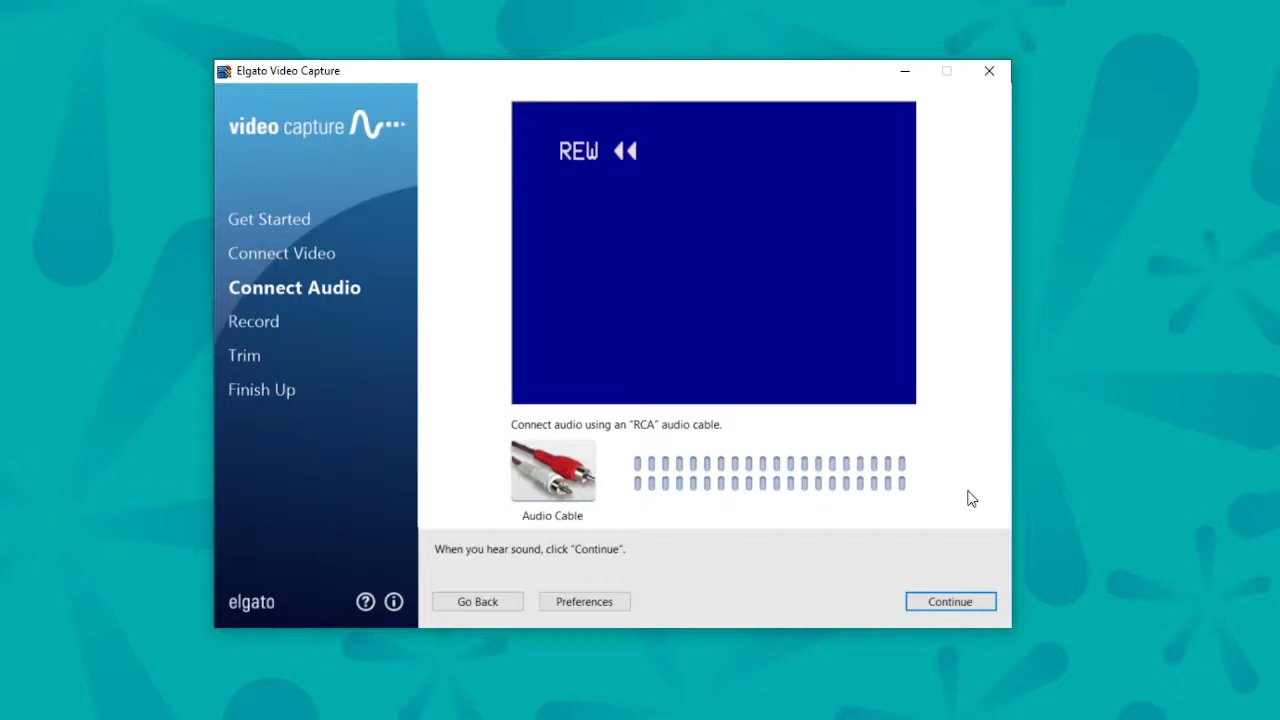 Elgato Video Capture
video capture
Get Started
Connect Video
Connect Audio
Record
Trim
Finish Up
elgato
REW
Connect audio using an "RCA" audio cable.
Audio Cable
When you hear sound, click "Continue".
Go Back
Preferences
Continue